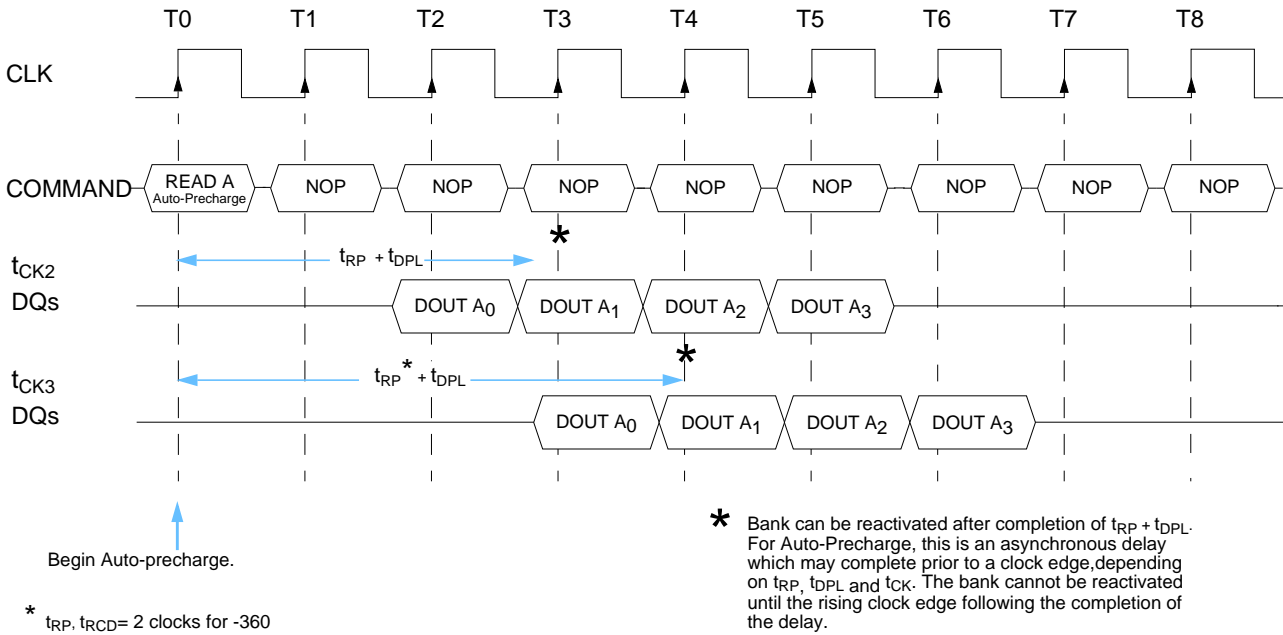 T0 T1 T2 T3 T4 T5 T6 T7 T8
CLK
COMMAND
READ A
Auto-Precharge
NOP NOP NOP NOP NOP NOP NOP NOP
*
tCK2
tRP + tDPL
DQs
DOUT A0 DOUT A1 DOUT A2 DOUT A3
*
tCK3
tRP* + tDPL
DQs
DOUT A0 DOUT A1 DOUT A2 DOUT A3
Begin Auto-precharge.
* tRP, tRCD= 2 clocks for -360
* Bank can be reactivated after completion of tRP + tDPL.
For Auto-Precharge, this is an asynchronous delay
which may complete prior to a clock edge,depending
on tRP, tDPL and tCK. The bank cannot be reactivated
until the rising clock edge following the completion of
the delay.